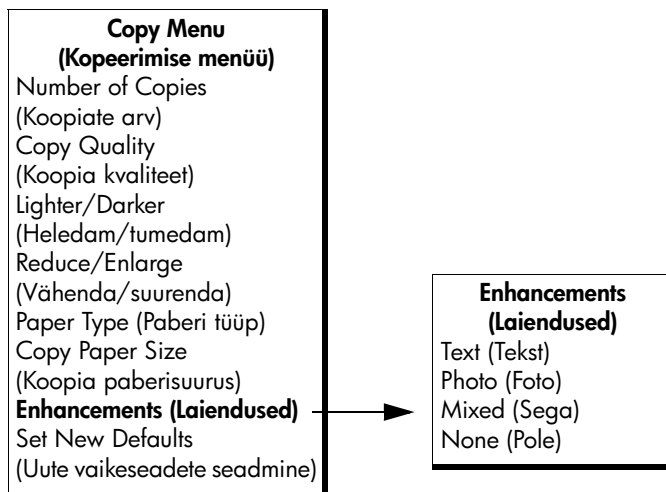 Copy Menu
(Kopeerimise menüü)
Number of Copies
(Koopiate arv)
Copy Quality
(Koopia kvaliteet)
Lighter/Darker
(Heledam/tumedam)
Reduce/Enlarge
(Vähenda/suurenda)
Paper Type (Paberi tüüp)
Copy Paper Size
(Koopia paberisuurus)
Enhancements (Laiendused)
Set New Defaults
(Uute vaikeseadete seadmine)
Enhancements
(Laiendused)
Text (Tekst)
Photo (Foto)
Mixed (Sega)
None (Pole)